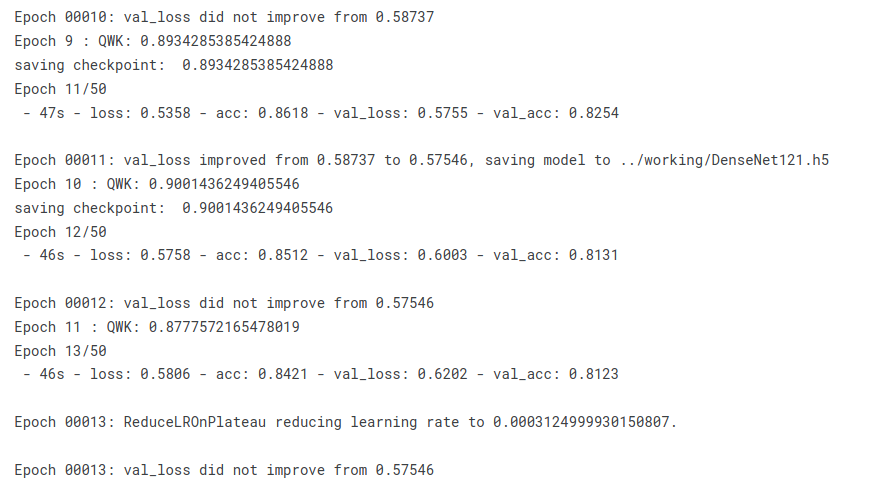 Epoch 00010: val_loss did not improve from 0.58737
Epoch 9 : QWK: 0.8934285385424888
saving checkpoint:  0.8934285385424888
Epoch 11/50
 - 47s - loss: 0.5358 - acc: 0.8618 - val_loss: 0.5755 - val_acc: 0.8254

Epoch 00011: val_loss improved from 0.58737 to 0.57546, saving model to ../working/DenseNet121.h5
Epoch 10 : QWK: 0.9001436249405546
saving checkpoint:  0.9001436249405546
Epoch 12/50
 - 46s - loss: 0.5758 - acc: 0.8512 - val_loss: 0.6003 - val_acc: 0.8131

Epoch 00012: val_loss did not improve from 0.57546
Epoch 11 : QWK: 0.8777572165478019
Epoch 13/50
 - 46s - loss: 0.5806 - acc: 0.8421 - val_loss: 0.6202 - val_acc: 0.8123

Epoch 00013: ReduceLROnPlateau reducing learning rate to 0.0003124999930150807.

Epoch 00013: val_loss did not improve from 0.57546